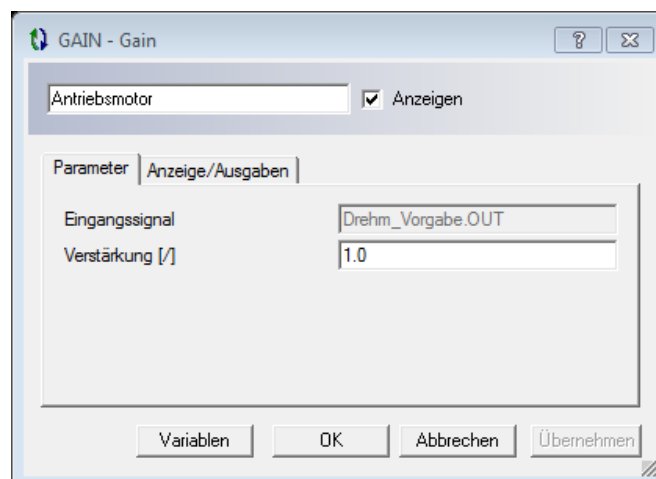 GAIN - Gain
Antriebsmotor Anzeigen
Parameter Anzeige/Ausgaben
Eingangssignal Drehm_Vorgabe.OUT
Verstärkung [/] 1.0
Variablen OK Abbrechen Übernehmen